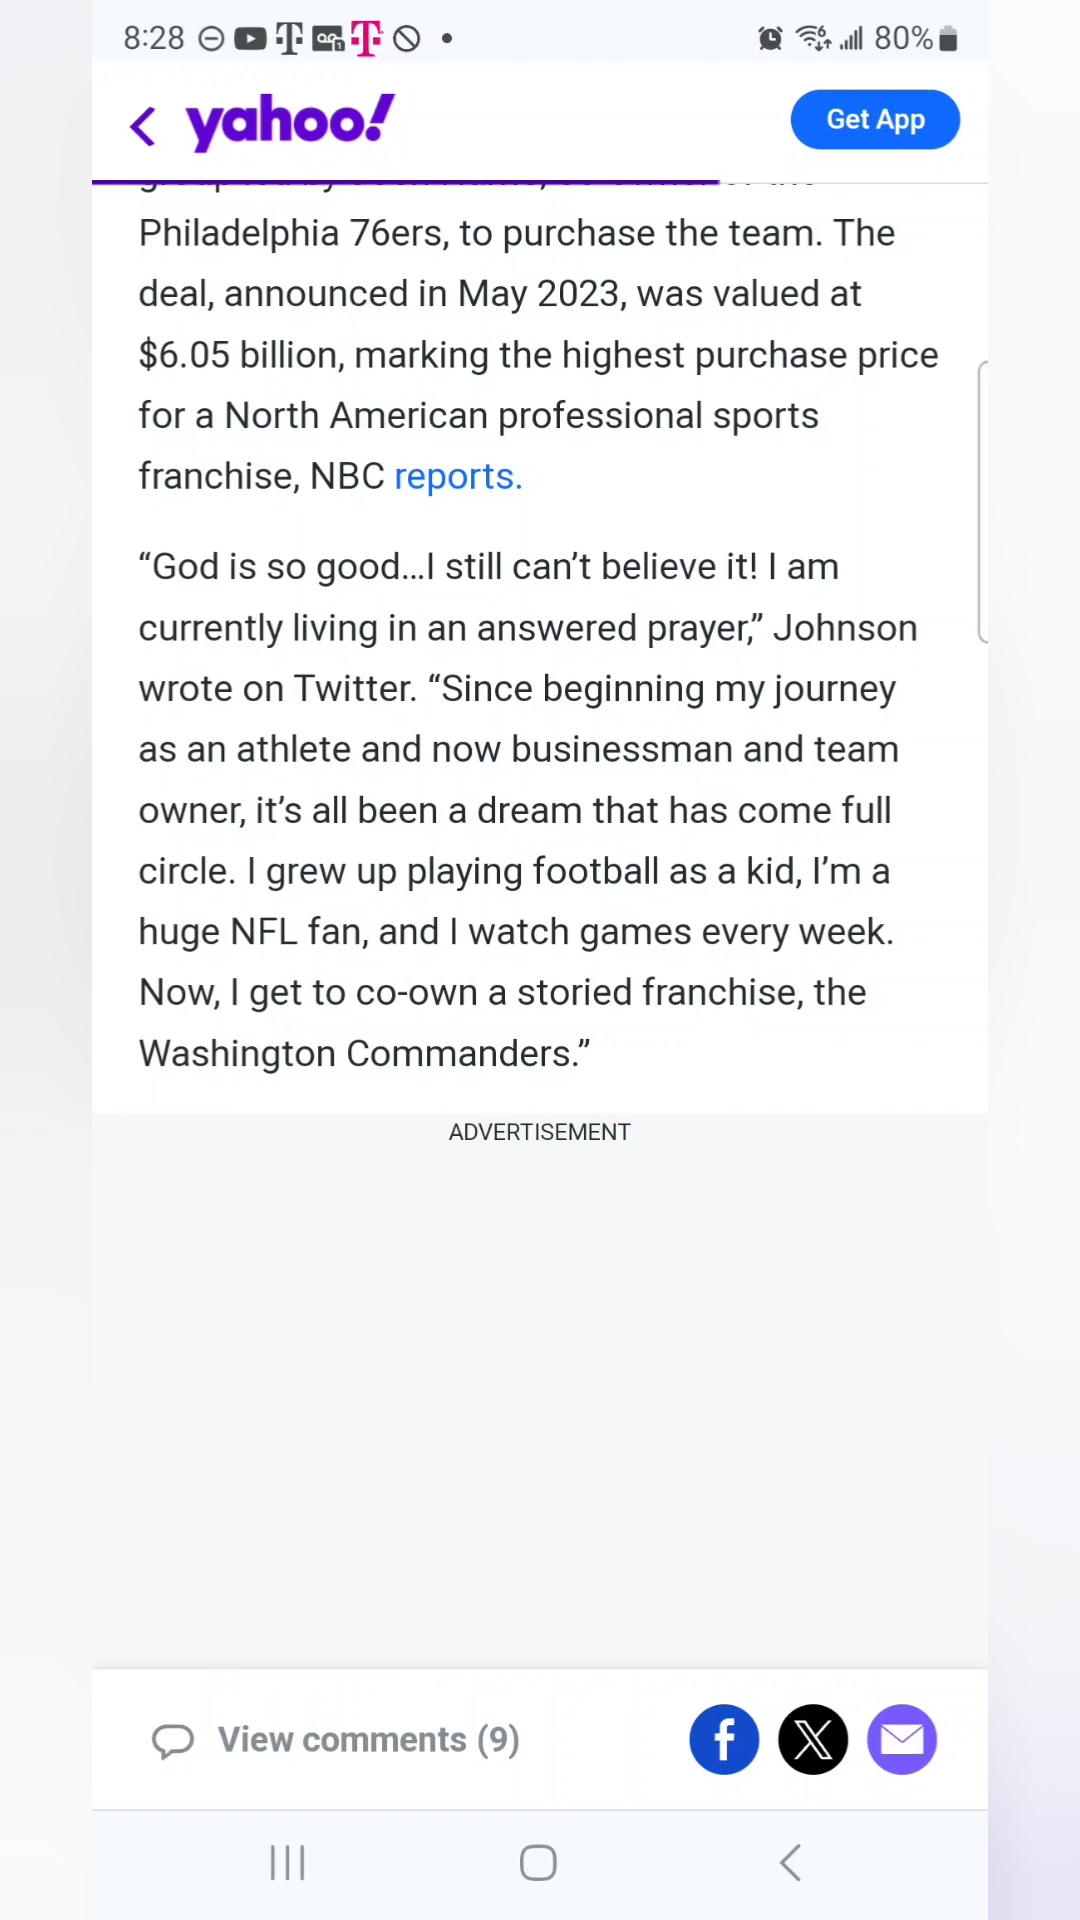 8:28
80%
yahoo!
Get App
Philadelphia 76ers, to purchase the team. The
deal, announced in May 2023, was valued at
$6.05 billion, marking the highest purchase price
for a North American professional sports
franchise, NBC reports.
“God is so good...I still can’t believe it! I am
currently living in an answered prayer,” Johnson
wrote on Twitter. “Since beginning my journey
as an athlete and now businessman and team
owner, it’s all been a dream that has come full
circle. I grew up playing football as a kid, I’m a
huge NFL fan, and I watch games every week.
Now, I get to co-own a storied franchise, the
Washington Commanders.”
ADVERTISEMENT
View comments (9)